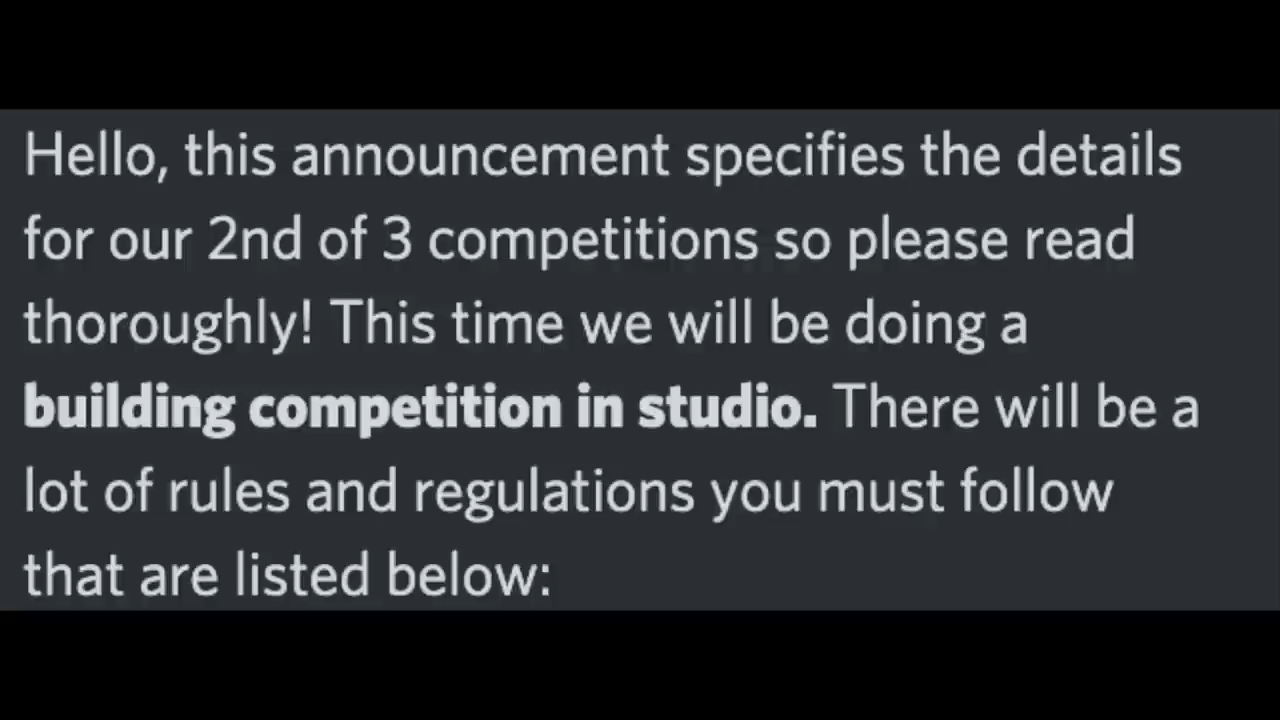 Hello, this announcement specifies the details
for our 2nd of 3 competitions so please read
thoroughly! This time we will be doing a
building competition in studio. There will be a
lot of rules and regulations you must follow
that are listed below: